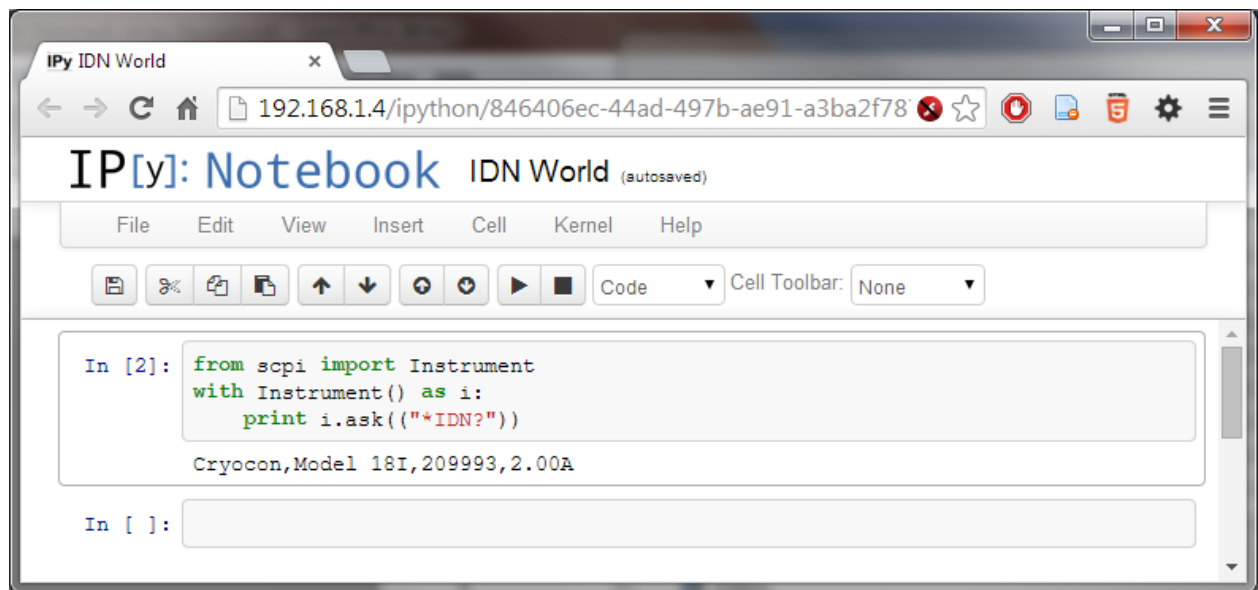 IPy IDN World
192.168.1.4/ipython/846406ec-44ad-497b-ae91-a3ba2f78
IP[y]: Notebook IDN World (autosaved)
File Edit View Insert Cell Kernel Help
Code Cell Toolbar: None
In [2]: from scpi import Instrument
with Instrument() as i:
    print i.ask(("*IDN?"))
Cryocon,Model 18I,209993,2.00A
In [ ]: